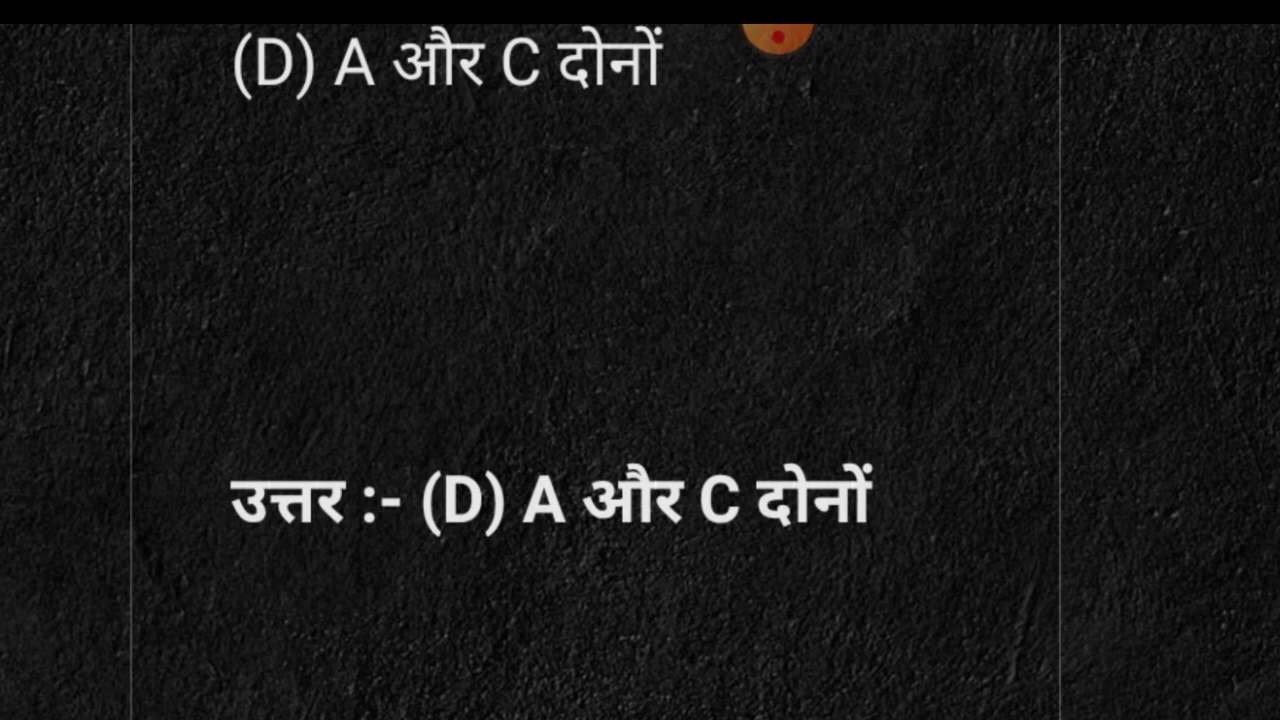 (D) A और C दोनों
उत्तर :- (D) A और C दोनों